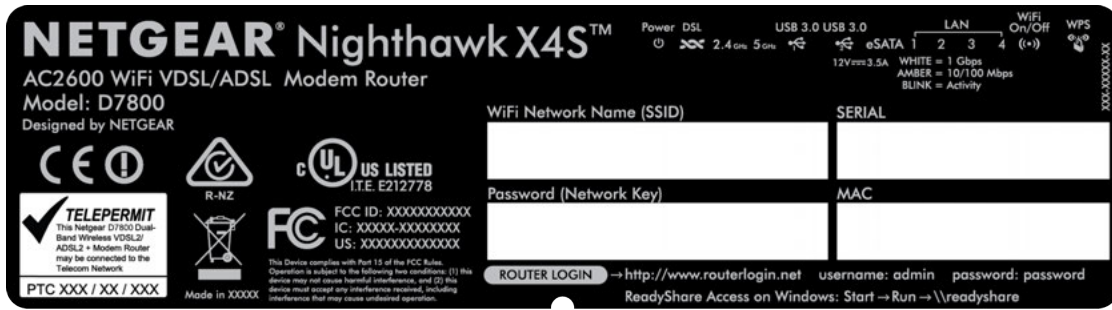 NETGEAR® Nighthawk X4S™
AC2600 WiFi VDSL/ADSL Modem Router
Model: D7800
Designed by NETGEAR
Power DSL
2.4 GHz 5 GHz
USB 3.0 USB 3.0
eSATA
LAN
1 2 3 4
WiFi
On/Off
WPS
12V 3.5A
WHITE = 1 Gbps
AMBER = 10/100 Mbps
BLINK = Activity
XXX-XXXXX-XX
WiFi Network Name (SSID)
SERIAL
Password (Network Key)
MAC
CE
R-NZ
C UL US LISTED
I.T.E. E212778
TELEPERMIT
This Netgear D7800 Dual-
Band Wireless VDSL2/
ADSL2 + Modem Router
may be connected to the
Telecom Network
PTC XXX / XX / XXX
Made in XXXXX
FC
FCC ID: XXXXXXXXXXX
IC: XXXXX-XXXXXXXX
US: XXXXXXXXXXXXX
This Device complies with Part 15 of the FCC Rules.
Operation is subject to the following two conditions: (1) this
device may not cause harmful interference, and (2) this
device must accept any interference received, including
interference that may cause undesired operation.
ROUTER LOGIN →http://www.routerlogin.net username: admin password: password
ReadyShare Access on Windows: Start→Run→\\readyshare